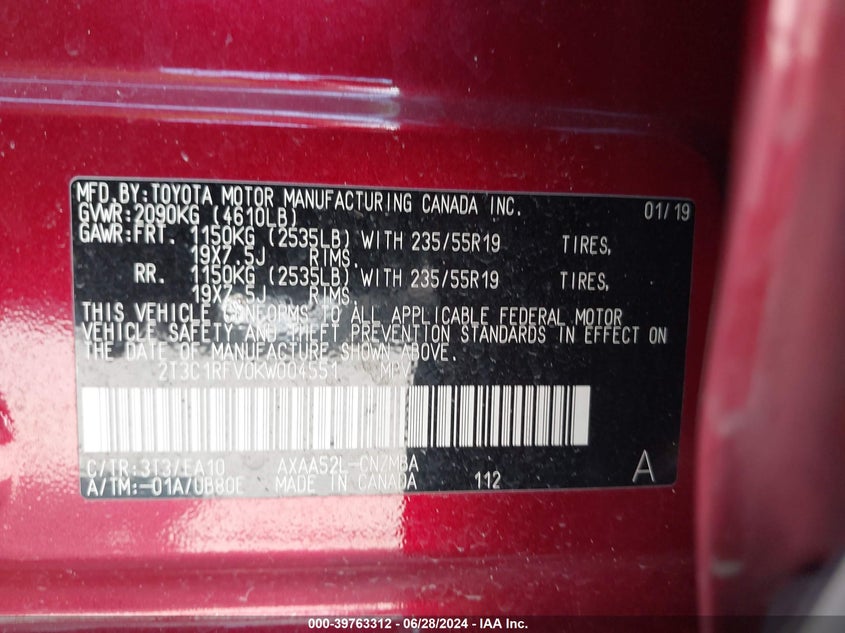 MFD.BY:TOYOTA MOTOR MANUFACTURING CANADA INC. 01/19
GVWR:2090KG (4610LB)
GAWR:FRT. 1150KG (2535LB) WITH 235/55R19 TIRES,
19X7.5J RIMS,
RR. 1150KG (2535LB) WITH 235/55R19 TIRES,
19X7.5J RIMS,
THIS VEHICLE CONFORMS TO ALL APPLICABLE FEDERAL MOTOR
VEHICLE SAFETY AND THEFT PREVENTION STANDARDS IN EFFECT ON
THE DATE OF MANUFACTURE SHOWN ABOVE.
2T3C1RFV0KW004551 MPV
C/TR:3T3/EA10 AXAA52L-CNZMBA A
A/TM:-01A/UB80E MADE IN CANADA 112
000-39763312 - 06/28/2024 - IAA Inc.